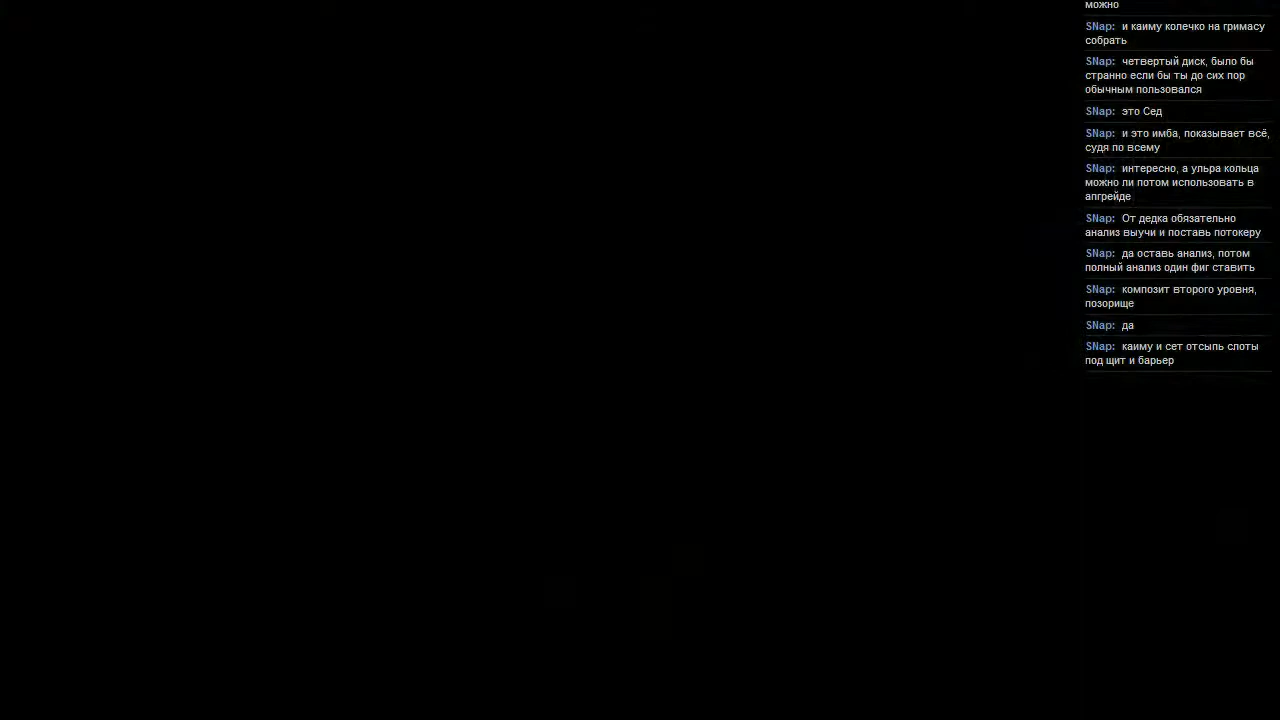 можно
SNap: и каиму колечко на гримасу
собрать
SNap: четвертый диск, было бы
странно если бы ты до сих пор
обычным пользовался
SNap: это Сед
SNap: и это имба, показывает всё,
судя по всему
SNap: интересно, а ульра кольца
можно ли потом использовать в
апгрейде
SNap: От дедка обязательно
анализ выучи и поставь потокеру
SNap: да оставь анализ, потом
полный анализ один фиг ставить
SNap: композит второго уровня,
позорище
SNap: да
SNap: каиму и сет отсыпь слоты
под щит и барьер